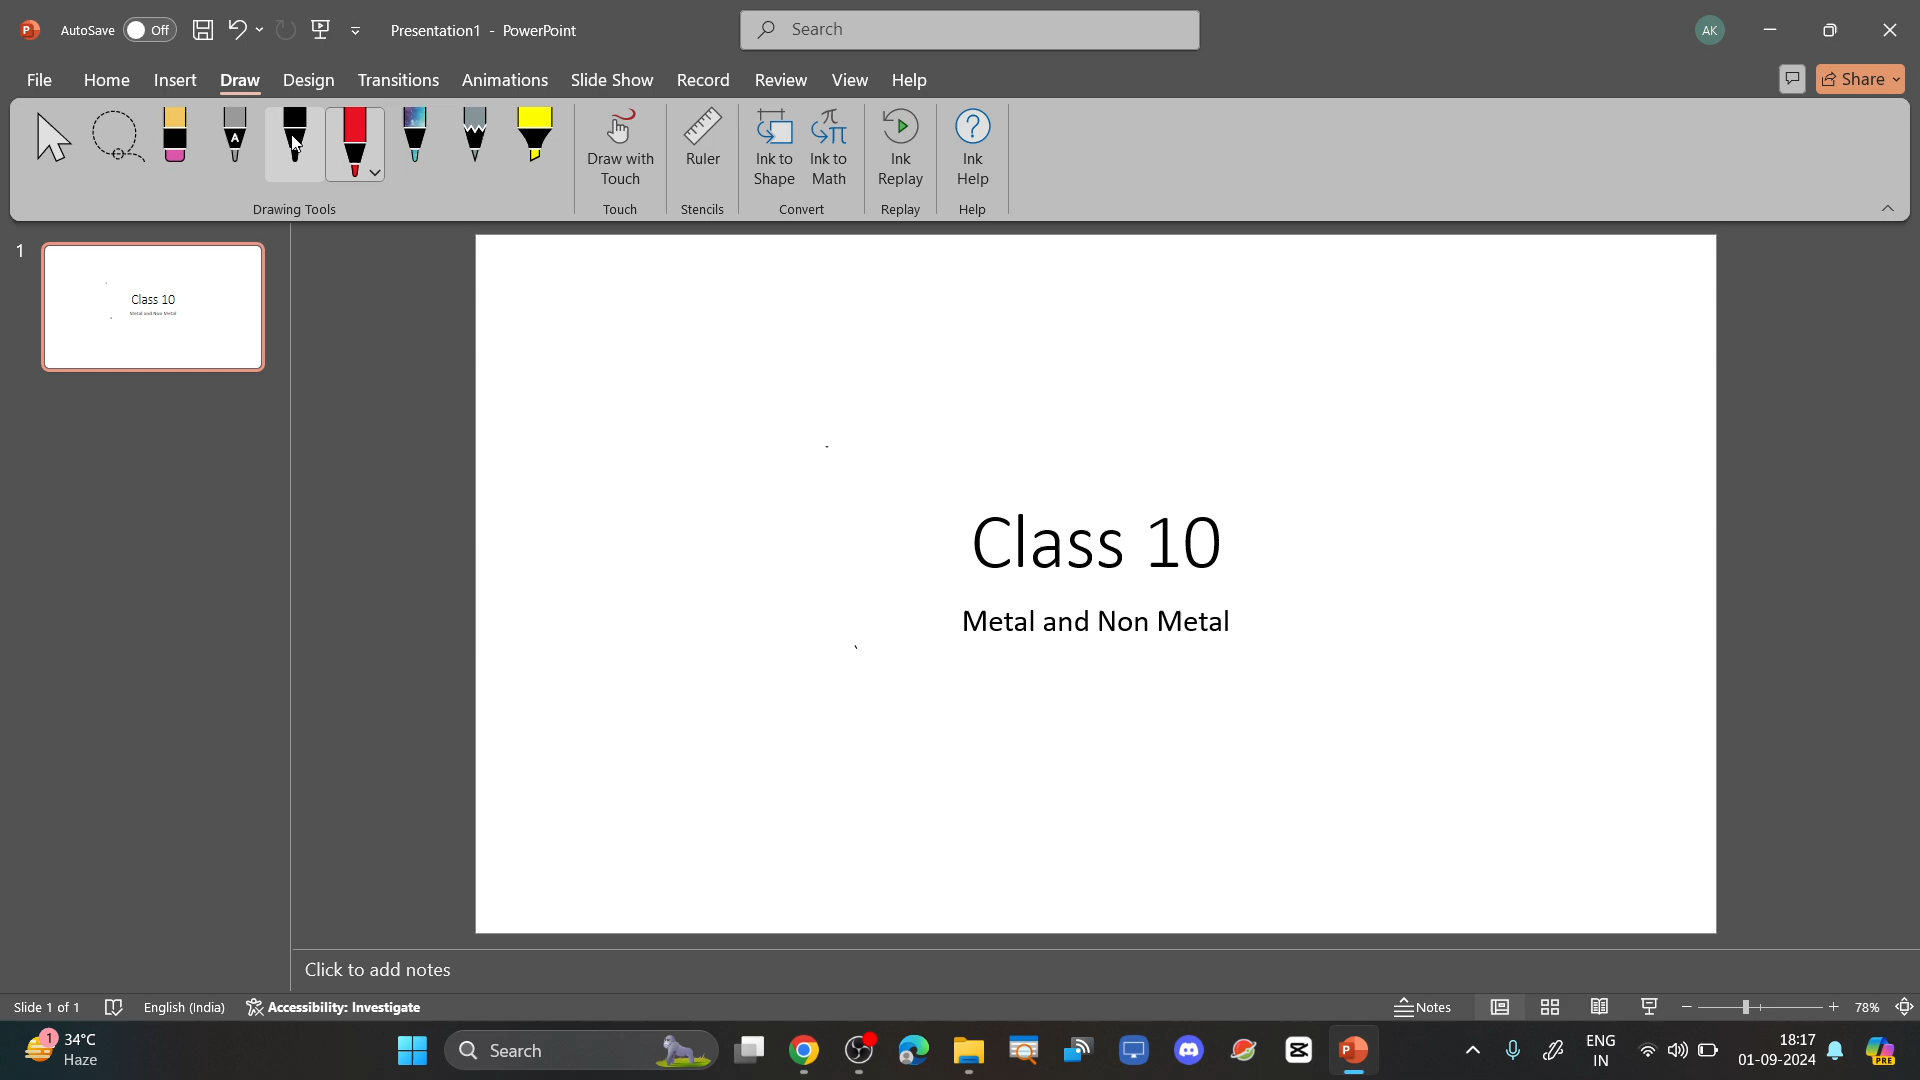 AutoSave Off Presentation1 - PowerPoint Search AK
File Home Insert Draw Design Transitions Animations Slide Show Record Review View Help Share
A
Draw with Touch
Ruler
Ink to Shape
Ink to Math
Ink Replay
Ink Help
Drawing Tools Touch Stencils Convert Replay Help
1
Class 10
Metal and Non Metal
Class 10
Metal and Non Metal
Click to add notes
Slide 1 of 1 English (India) Accessibility: Investigate Notes 78%
1 34°C
Haze
Search
ENG
IN
18:17
01-09-2024
PRE